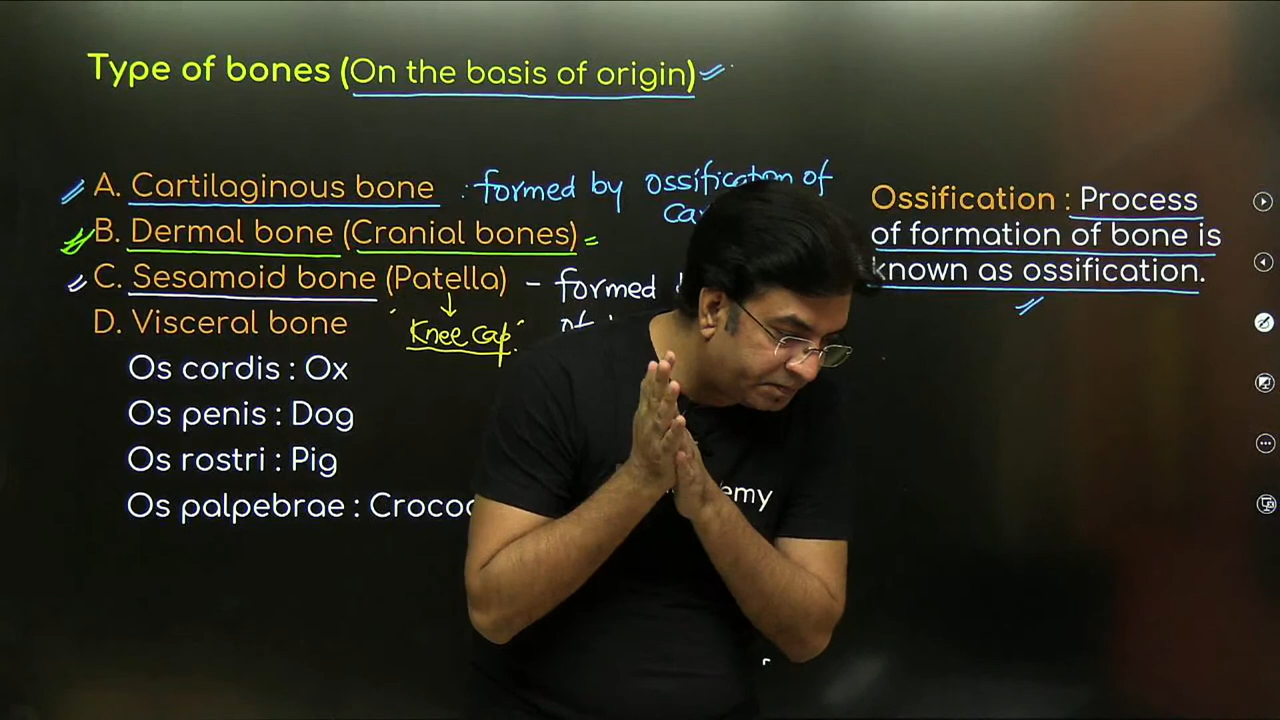 Type of bones (On the basis of origin)
A. Cartilaginous bone : formed by ossification of
B. Dermal bone (Cranial bones) =
C. Sesamoid bone (Patella) - formed
"Knee cap"
D. Visceral bone
Os cordis : Ox
Os penis : Dog
Os rostri : Pig
Os palpebrae :
Ossification : Process
of formation of bone is
known as ossification.